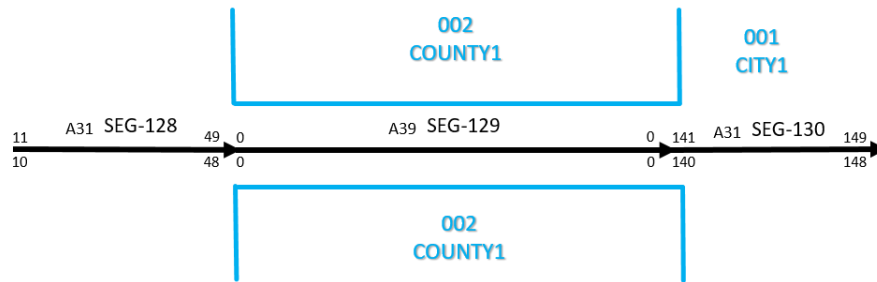 002
COUNTY1
001
CITY1
11 A31 SEG-128 49 0 A39 SEG-129 0 141 A31 SEG-130 149
10 48 0 0 140 148
002
COUNTY1